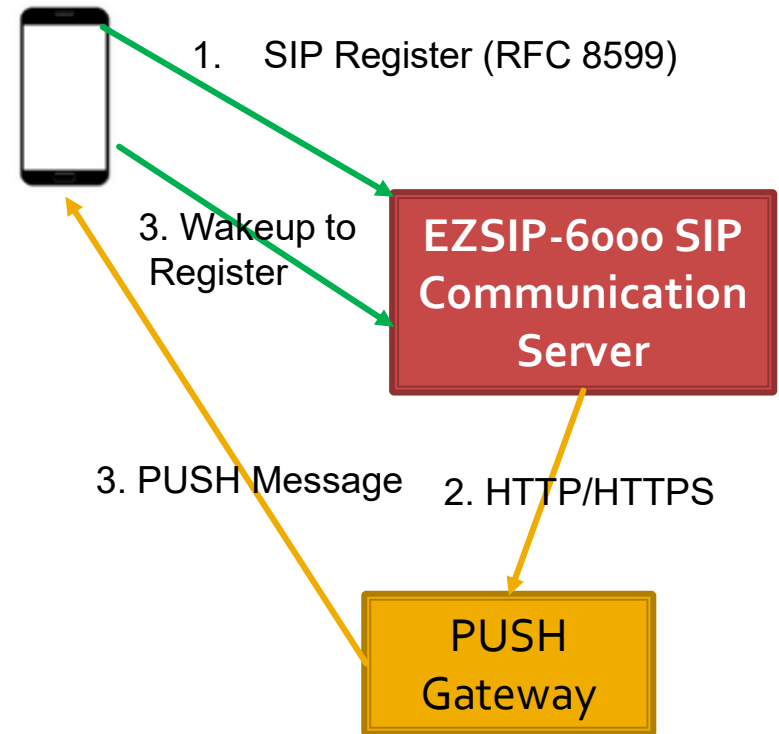 1. SIP Register (RFC 8599)
3. Wakeup to
Register
EZSIP-6000 SIP
Communication
Server
3. PUSH Message
2. HTTP/HTTPS
PUSH
Gateway